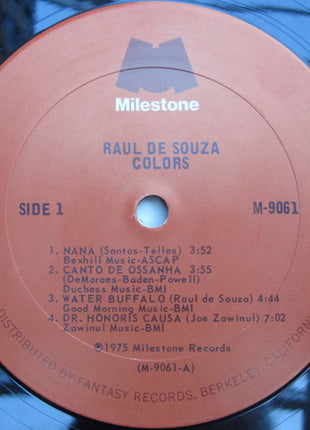 Milestone
RAUL DE SOUZA
COLORS
SIDE 1
M-9061
1. NANA (Santos-Telles) 3:52
Bexhill Music-ASCAP
2. CANTO DE OSSANHA 3:55
(DeMoraes-Baden-Powell)
Duchess Music-BMI
3. WATER BUFFALO (Raul de Souza) 4:44
Good Morning Music-BMI
4. DR. HONORIS CAUSA (Joe Zawinul) 7:02
Zawinul Music-BMI
℗1975 Milestone Records
(M-9061-A)
DISTRIBUTED BY FANTASY RECORDS, BERKELEY, CALIFORNIA